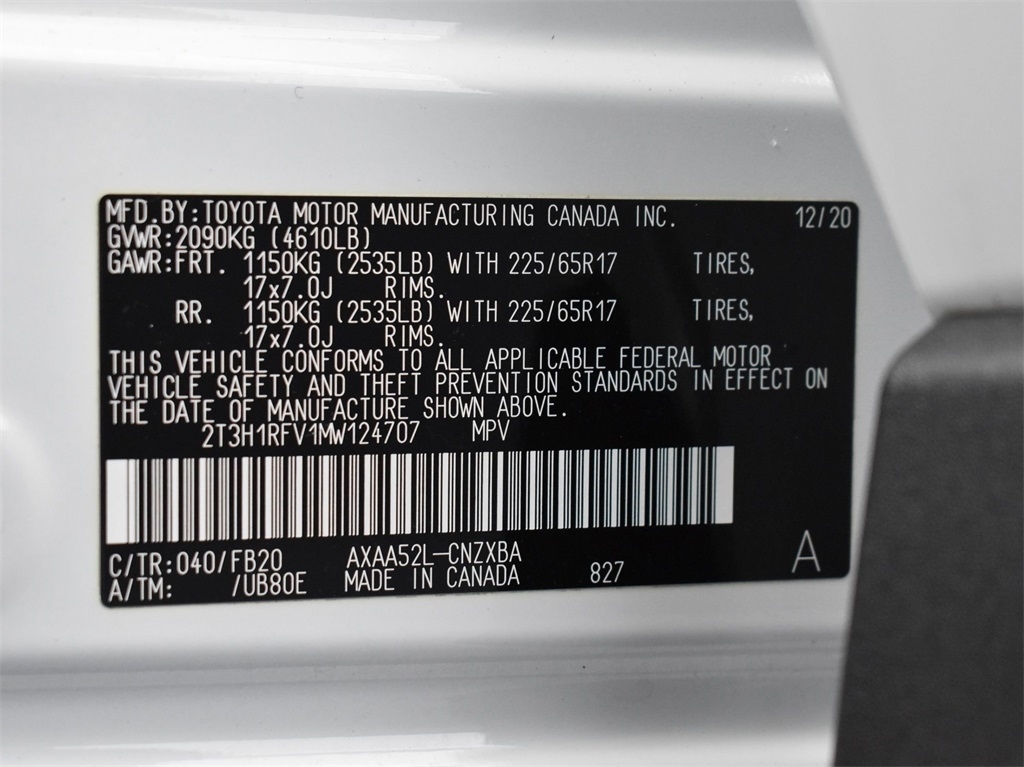 MFD.BY:TOYOTA MOTOR MANUFACTURING CANADA INC. 12/20
GVWR:2090KG (4610LB)
GAWR:FRT. 1150KG (2535LB) WITH 225/65R17 TIRES,
17x7.0J RIMS.
RR. 1150KG (2535LB) WITH 225/65R17 TIRES,
17x7.0J RIMS.
THIS VEHICLE CONFORMS TO ALL APPLICABLE FEDERAL MOTOR
VEHICLE SAFETY AND THEFT PREVENTION STANDARDS IN EFFECT ON
THE DATE OF MANUFACTURE SHOWN ABOVE.
2T3H1RFV1MW124707 MPV
C/TR:040/FB20 AXAA52L-CNZXBA A
A/TM: /UB80E MADE IN CANADA 827